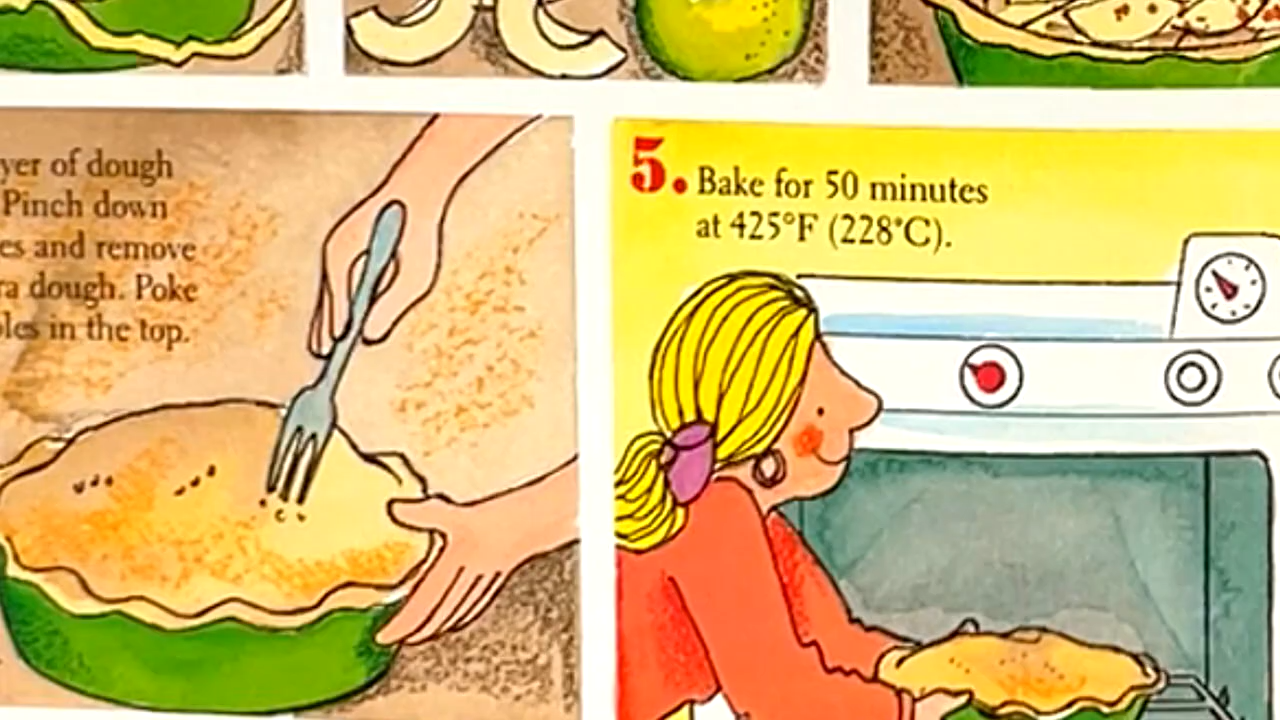 yer of dough
Pinch down
es and remove
ra dough. Poke
les in the top.
5. Bake for 50 minutes
at 425°F (228°C).